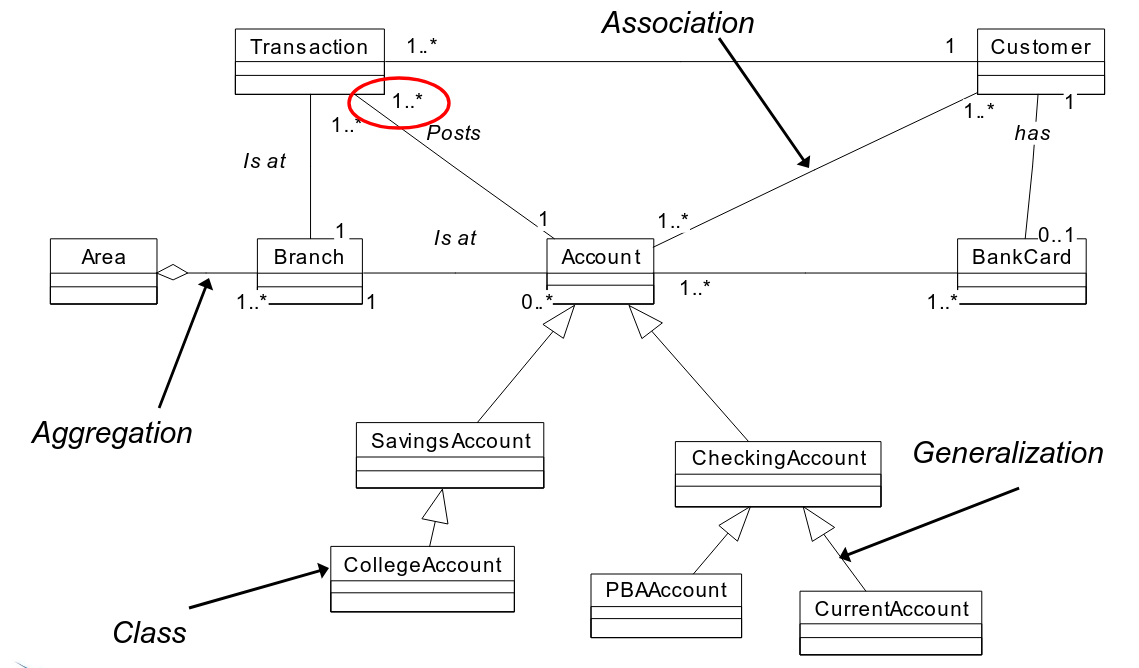 Association
Transaction
1..*
1
Customer
1..*
1..*
Posts
1..*
1
has
Is at
1
Is at
1
1..*
0..1
Area
Branch
Account
BankCard
1..*
1
0..*
1..*
1..*
Aggregation
SavingsAccount
CheckingAccount
Generalization
CollegeAccount
PBAAccount
CurrentAccount
Class